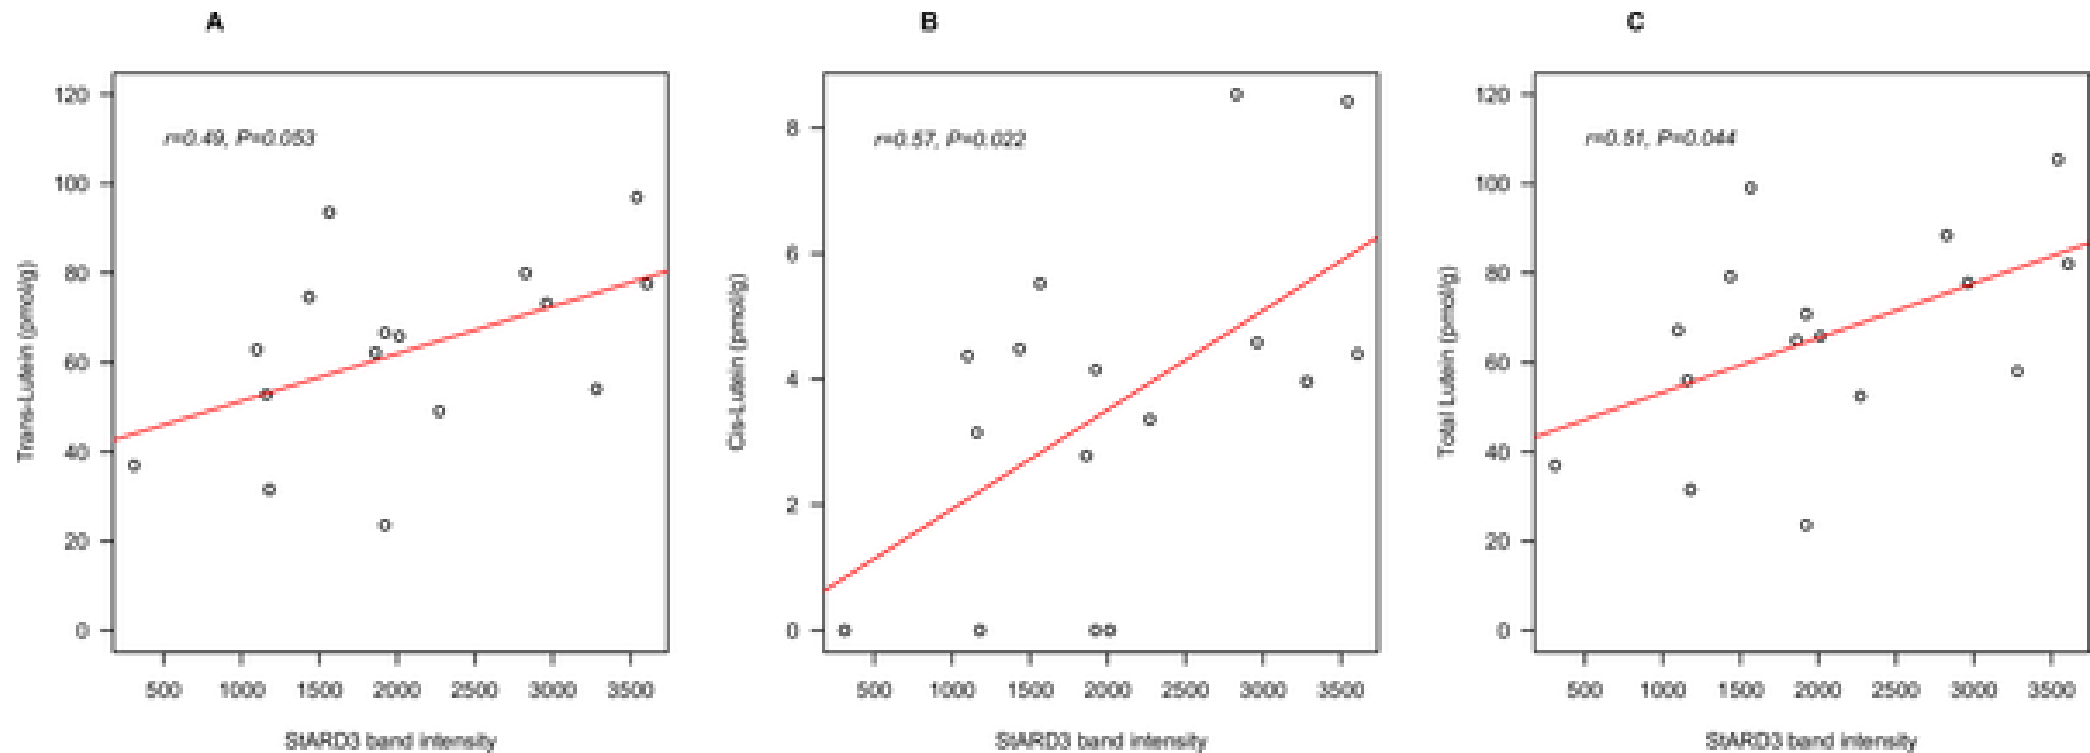 A
B
C
r=0.49, P=0.053
r=0.57, P=0.022
r=0.51, P=0.044
Trans-Lutein (pmol/g)
120
100
80
60
40
20
0
500 1000 1500 2000 2500 3000 3500
StARD3 band intensity
Cis-Lutein (pmol/g)
8
6
4
2
0
500 1000 1500 2000 2500 3000 3500
StARD3 band intensity
Total Lutein (pmol/g)
120
100
80
60
40
20
0
500 1000 1500 2000 2500 3000 3500
StARD3 band intensity